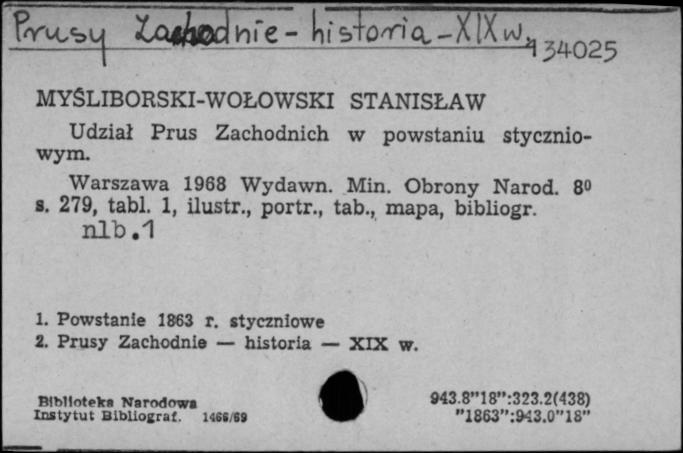 Prusy Zachodnie - historia - XIX w.
134025
MYŚLIBORSKI-WOŁOWSKI STANISŁAW
Udział Prus Zachodnich w powstaniu stycznio-
wym.
Warszawa 1968 Wydawn. Min. Obrony Narod. 8⁰
s. 279, tabl. 1, ilustr., portr., tab., mapa, bibliogr.
nlb.1
1. Powstanie 1863 r. styczniowe
2. Prusy Zachodnie — historia — XIX w.
Biblioteka Narodowa
Instytut Bibliograf. 1466/69
943.8"18":323.2(438)
"1863":943.0"18"